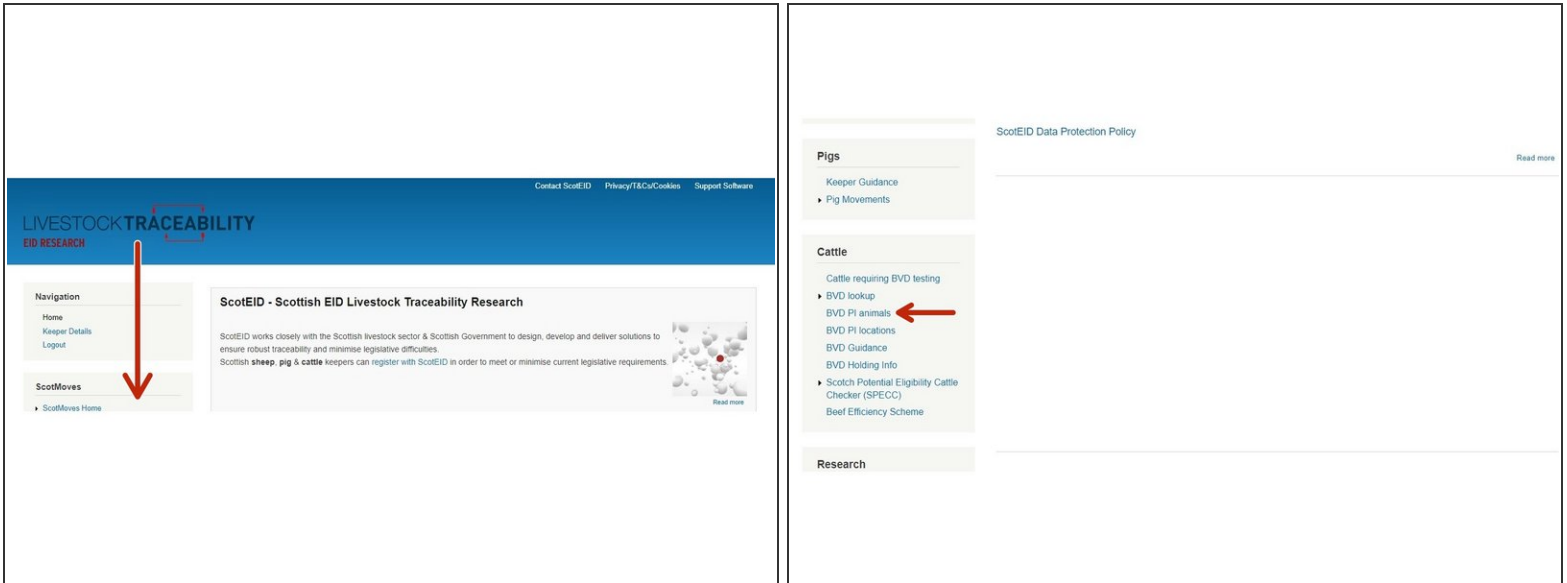 Contact ScotEID Privacy/T&Cs/Cookies Support Software
LIVESTOCKTRACEABILITY
EID RESEARCH
Navigation
Home
Keeper Details
Logout
ScotMoves
ScotMoves Home
ScotEID - Scottish EID Livestock Traceability Research
ScotEID works closely with the Scottish livestock sector & Scottish Government to design, develop and deliver solutions to
ensure robust traceability and minimise legislative difficulties.
Scottish sheep, pig & cattle keepers can register with ScotEID in order to meet or minimise current legislative requirements.
Read more
ScotEID Data Protection Policy
Read more
Pigs
Keeper Guidance
Pig Movements
Cattle
Cattle requiring BVD testing
BVD lookup
BVD PI animals
BVD PI locations
BVD Guidance
BVD Holding Info
Scotch Potential Eligibility Cattle
Checker (SPECC)
Beef Efficiency Scheme
Research